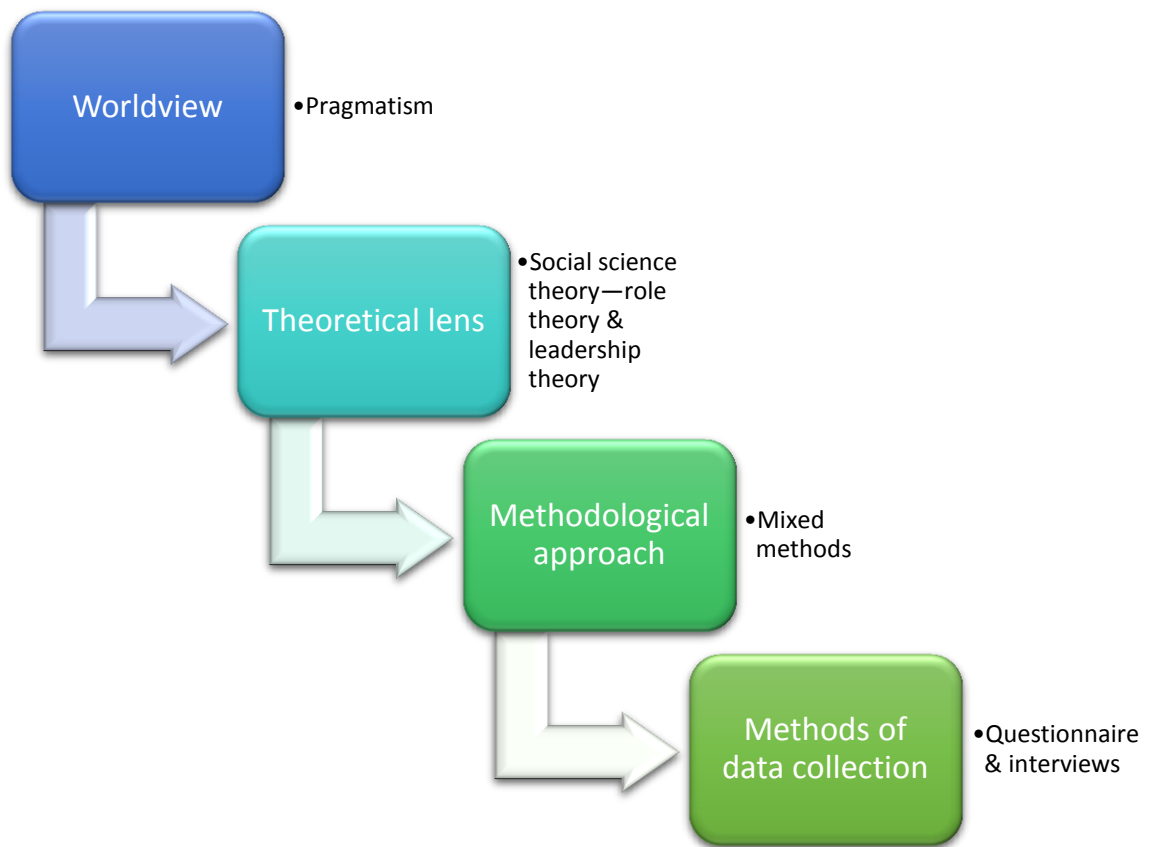 Worldview
•Pragmatism
Theoretical lens
•Social science
theory—role
theory &
leadership
theory
Methodological
approach
•Mixed
methods
Methods of
data collection
•Questionnaire
& interviews